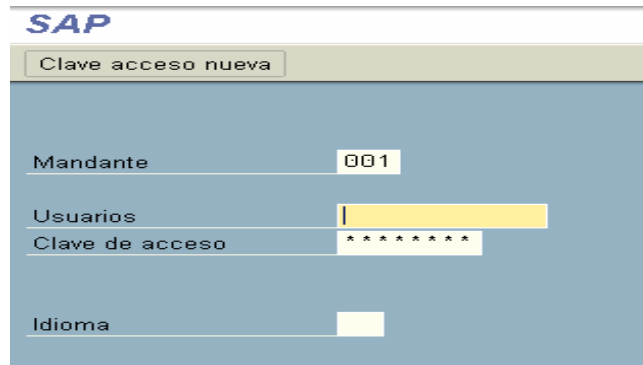 SAP
Clave acceso nueva
Mandante 001
Usuarios
Clave de acceso ********
Idioma